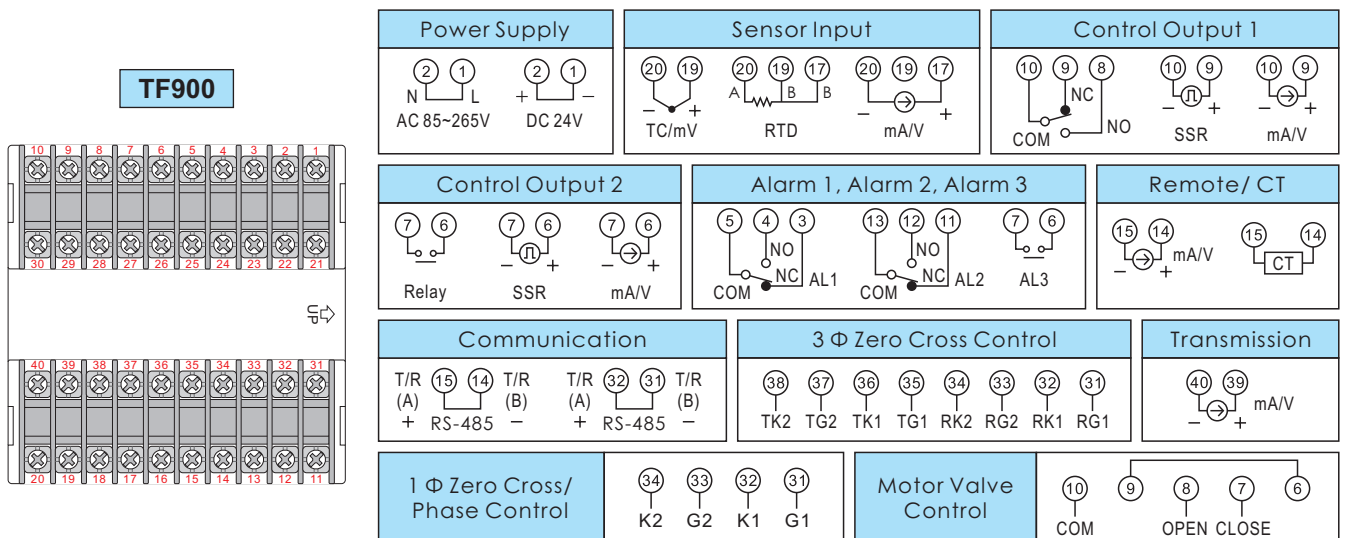 TF900
10 9 8 7 6 5 4 3 2 1
30 29 28 27 26 25 24 23 22 21
UP
40 39 38 37 36 35 34 33 32 31
20 19 18 17 16 15 14 13 12 11
Power Supply
2 1 2 1
N L + −
AC 85~265V DC 24V
Sensor Input
20 19 20 19 17 20 19 17
A B B
− + − +
TC/mV RTD mA/V
Control Output 1
10 9 8 10 9 10 9
NC
− + − +
COM NO SSR mA/V
Control Output 2
7 6 7 6 7 6
− + − +
Relay SSR mA/V
Alarm 1, Alarm 2, Alarm 3
5 4 3 13 12 11 7 6
NO NO
NC AL1 NC AL2 AL3
COM COM
Remote/ CT
15 14 mA/V 15 14
− + CT
Communication
T/R 15 14 T/R T/R 32 31 T/R
(A) (B) (A) (B)
+ RS-485 − + RS-485 −
3 Φ Zero Cross Control
38 37 36 35 34 33 32 31
TK2 TG2 TK1 TG1 RK2 RG2 RK1 RG1
Transmission
40 39 mA/V
− +
1 Φ Zero Cross/
Phase Control
34 33 32 31
K2 G2 K1 G1
Motor Valve
Control
10 9 8 7 6
COM OPEN CLOSE